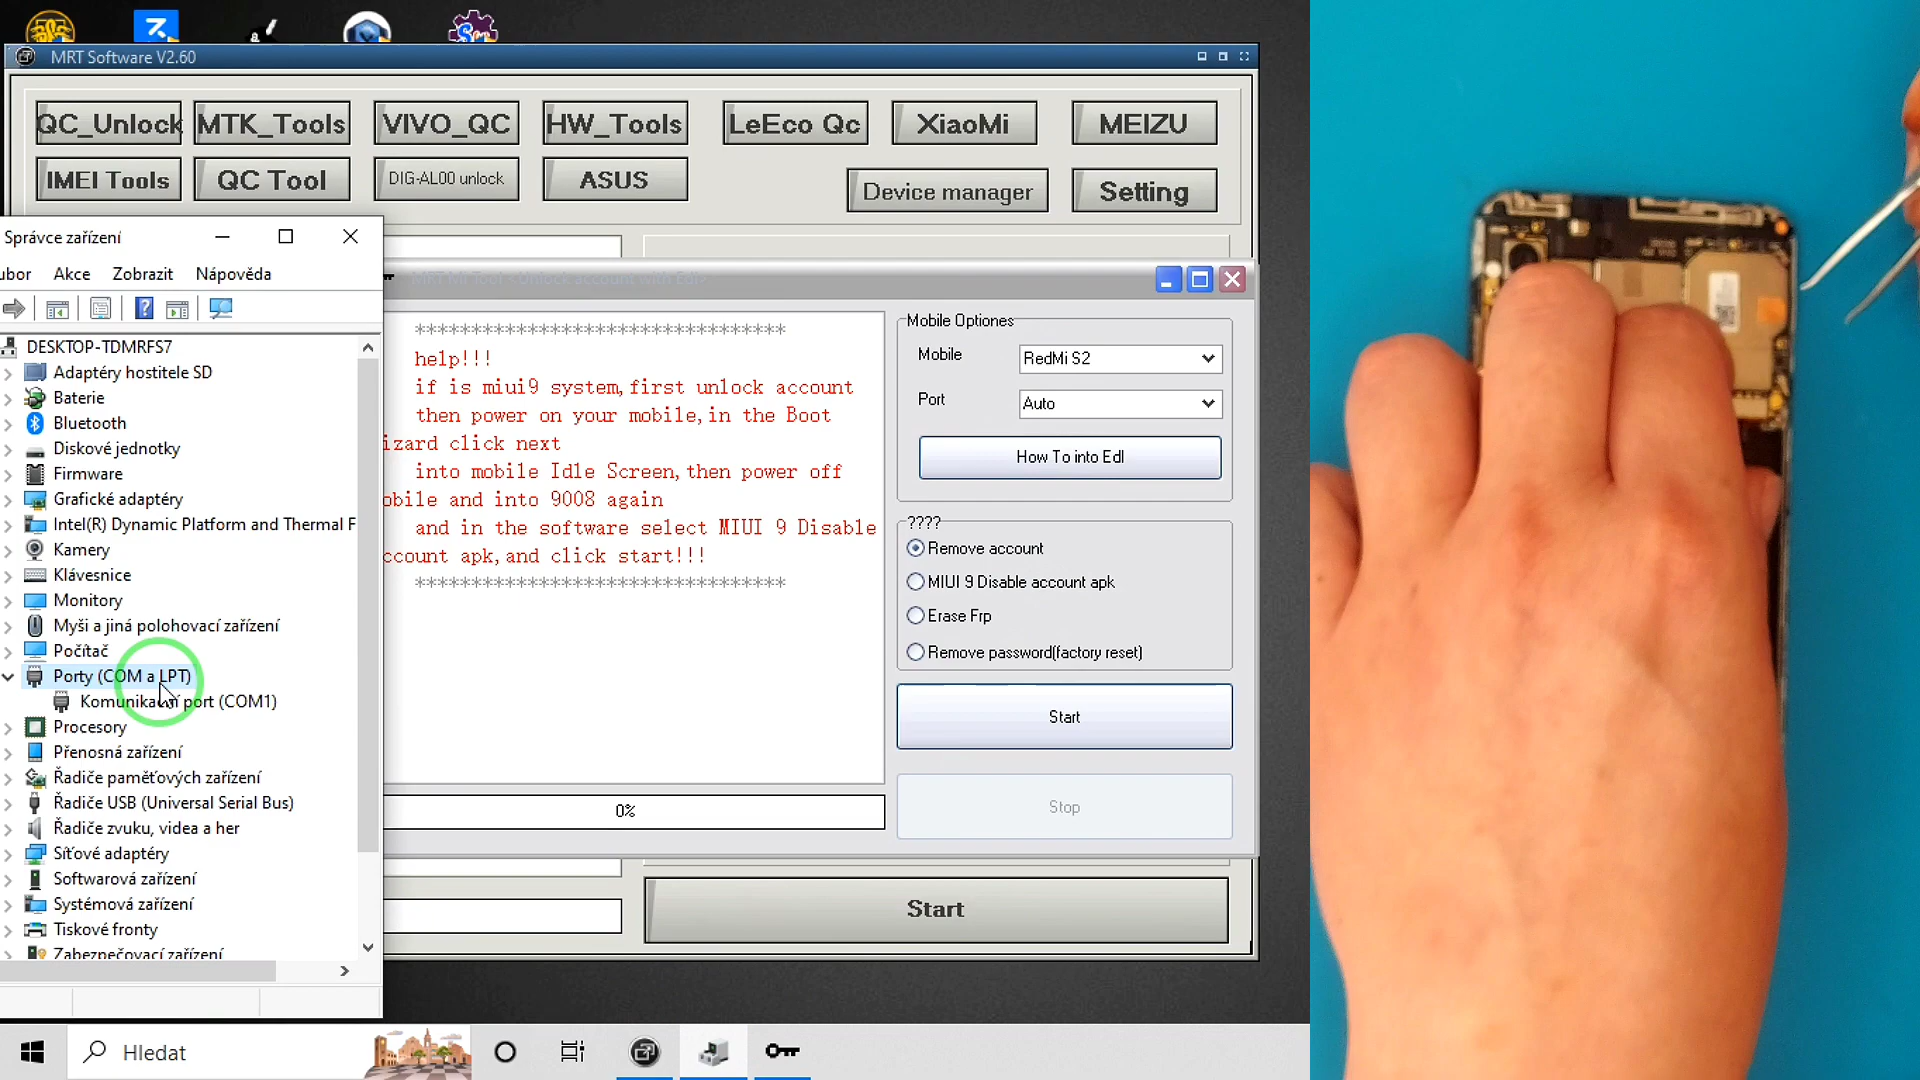 MRT Software V2.60
QC_Unlock
MTK_Tools
VIVO_QC
HW_Tools
LeEco Qc
XiaoMi
MEIZU
IMEI Tools
QC Tool
DIG-AL00 unlock
ASUS
Device manager
Setting
Správce zařízení
ubor Akce Zobrazit Nápověda
DESKTOP-TDMRFS7
Adaptéry hostitele SD
Baterie
Bluetooth
Diskové jednotky
Firmware
Grafické adaptéry
Intel(R) Dynamic Platform and Thermal F
Kamery
Klávesnice
Monitory
Myši a jiná polohovací zařízení
Počítač
Porty (COM a LPT)
Komunikační port (COM1)
Procesory
Přenosná zařízení
Řadiče paměťových zařízení
Řadiče USB (Universal Serial Bus)
Řadiče zvuku, videa a her
Síťové adaptéry
Softwarová zařízení
Systémová zařízení
Tiskové fronty
Zabezpečovací zařízení
MRT Mi Tool <Unlock account with Edl>
*********************************
help!!!
if is miui9 system,first unlock account
then power on your mobile,in the Boot
izard click next
into mobile Idle Screen,then power off
obile and into 9008 again
and in the software select MIUI 9 Disable
ccount apk,and click start!!!
*********************************
0%
Mobile Optiones
Mobile RedMi S2
Port Auto
How To into Edl
????
Remove account
MIUI 9 Disable account apk
Erase Frp
Remove password(factory reset)
Start
Stop
Start
Hledat